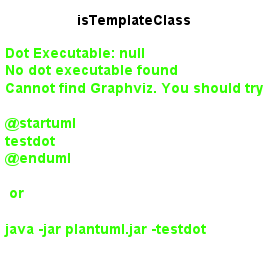 isTemplateClass
Dot Executable: null
No dot executable found
Cannot find Graphviz. You should try
@startuml
testdot
@enduml
or
java -jar plantuml.jar -testdot